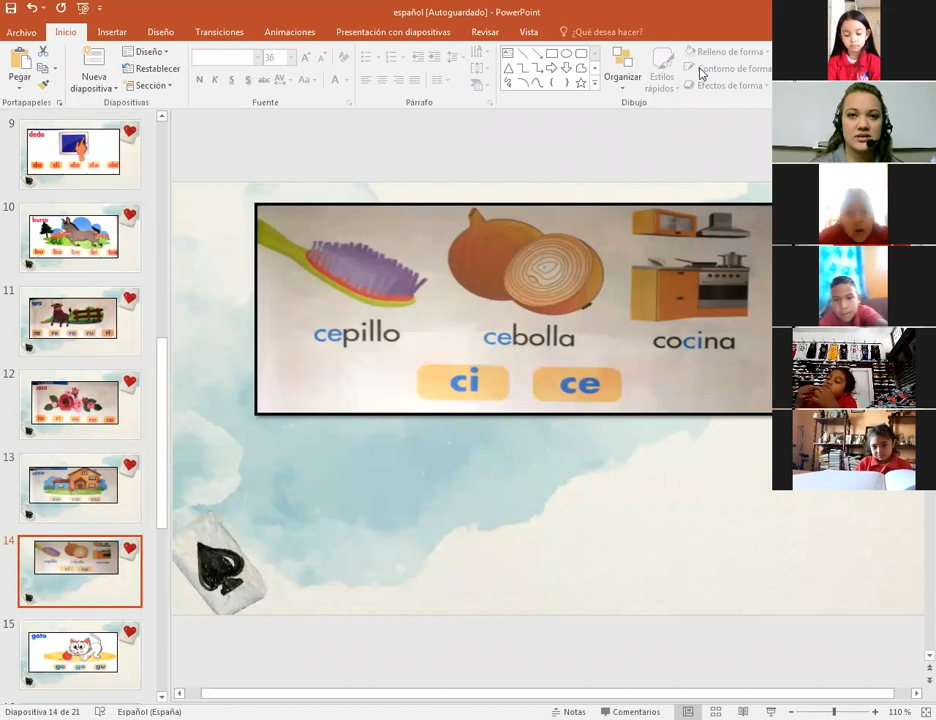 español [Autoguardado] - PowerPoint
Archivo Inicio Insertar Diseño Transiciones Animaciones Presentación con diapositivas Revisar Vista ¿Qué desea hacer?
Pegar
Nueva diapositiva
Diseño
Restablecer
Sección
36
N K S S abc AV Aa A
Organizar
Estilos rápidos
Relleno de forma
Contorno de forma
Efectos de forma
Portapapeles Diapositivas Fuente Párrafo Dibujo
9
dedo
10
burro
11
12
13
14
15
gato
cepillo cebolla cocina
ci ce
Diapositiva 14 de 21 Español (España) Notas Comentarios 110 %